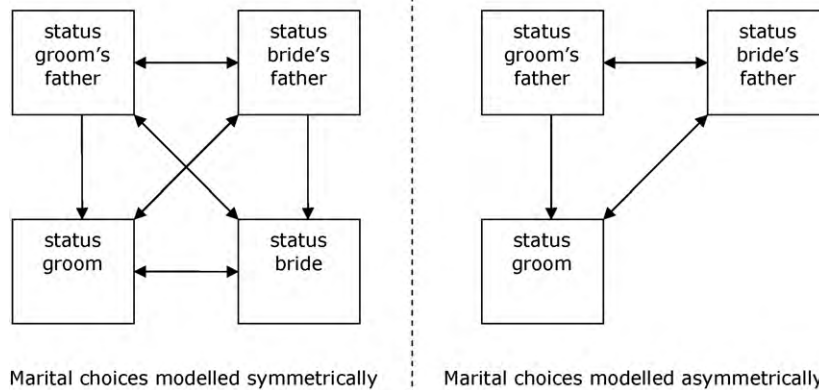 status
groom's
father
status
bride's
father
status
groom's
father
status
bride's
father
status
groom
status
bride
status
groom
Marital choices modelled symmetrically
Marital choices modelled asymmetrically